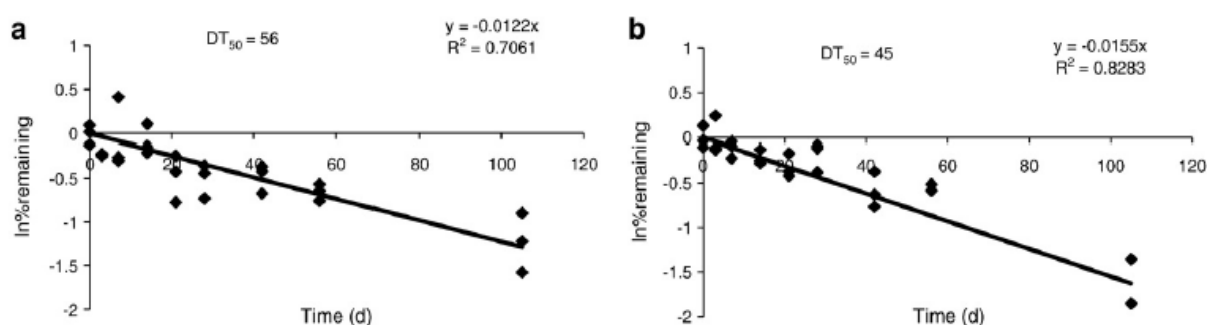 a
DT50 = 56
y = -0.0122x
R² = 0.7061
1
0.5
0
-0.5
-1
-1.5
-2
0
20
40
60
80
100
120
ln%remaining
Time (d)
b
DT50 = 45
y = -0.0155x
R² = 0.8283
1
0.5
0
-0.5
-1
-1.5
-2
0
20
40
60
80
100
120
ln%remaining
Time (d)